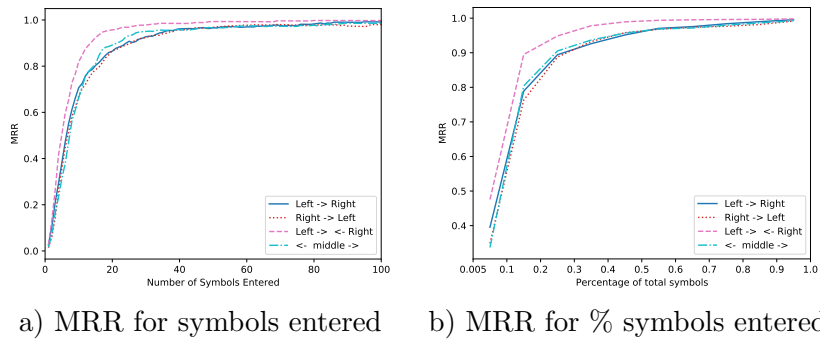 1.0
0.8
0.6
0.4
0.2
0.0
MRR
0 20 40 60 80 100
Number of Symbols Entered
Left -> Right
Right -> Left
Left -> <- Right
<- middle ->
a) MRR for symbols entered
1.0
0.9
0.8
0.7
0.6
0.5
0.4
MRR
0.005 0.1 0.2 0.3 0.4 0.5 0.6 0.7 0.8 0.9 1.0
Percentage of total symbols
Left -> Right
Right -> Left
Left -> <- Right
<- middle ->
b) MRR for % symbols entered